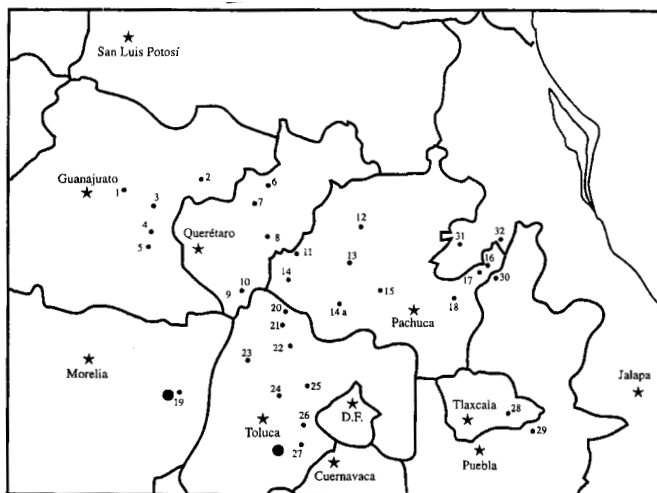 San Luis Potosí
Guanajuato
1
2
3
4
5
6
7
Querétaro
8
9
10
11
12
13
14
14 a
15
Pachuca
31
32
16
17
30
18
20
21
22
23
Morelia
19
24
25
Toluca
26
27
D.F.
Cuernavaca
Tlaxcala
28
29
Puebla
Jalapa